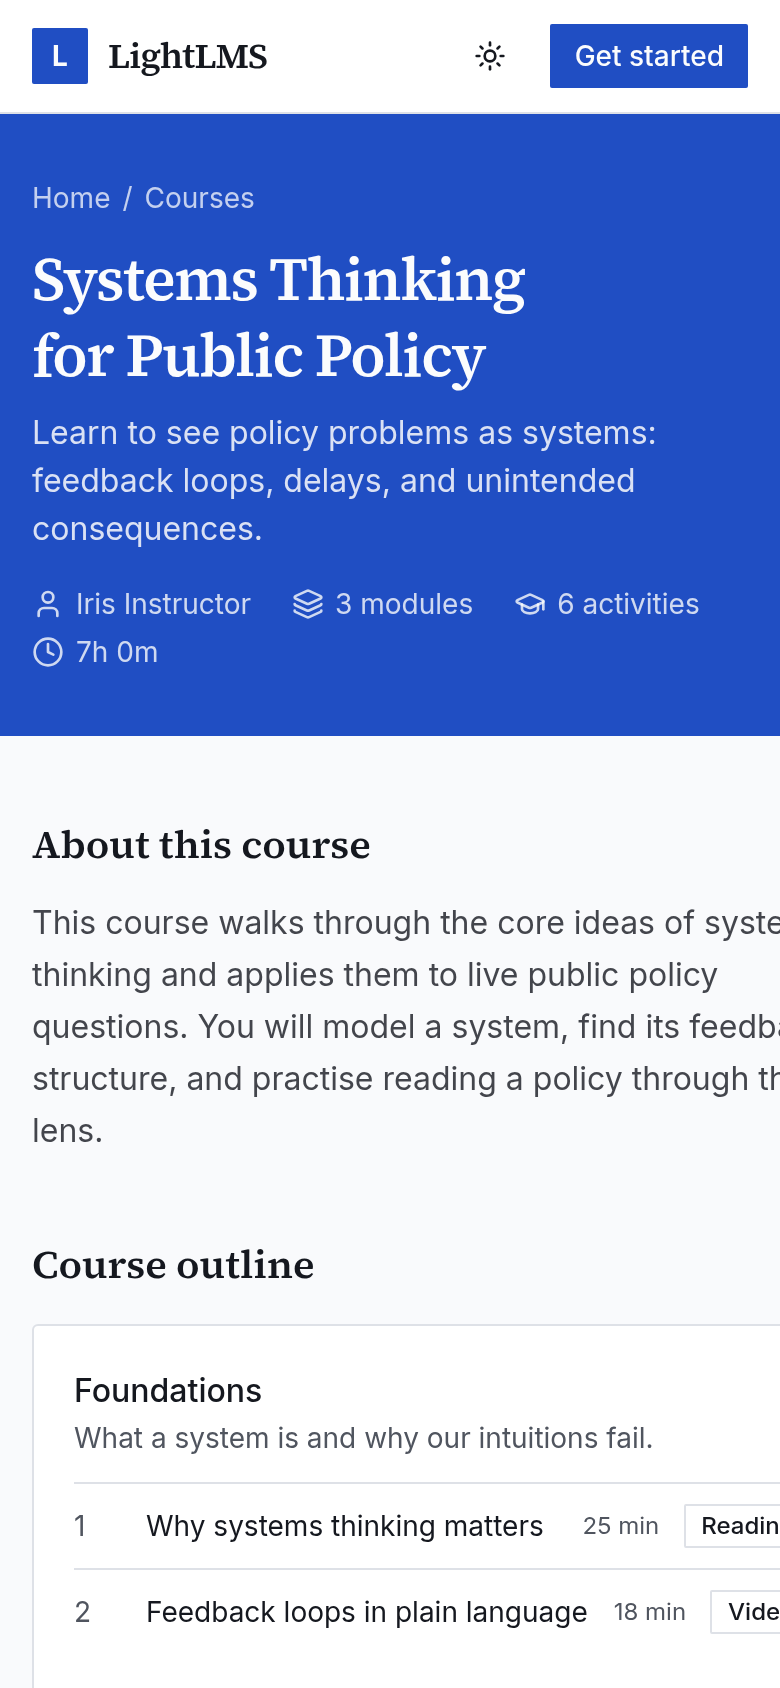 L LightLMS Get started
Home / Courses
Systems Thinking
for Public Policy
Learn to see policy problems as systems:
feedback loops, delays, and unintended
consequences.
Iris Instructor 3 modules 6 activities
7h 0m
About this course
This course walks through the core ideas of syste
thinking and applies them to live public policy
questions. You will model a system, find its feedba
structure, and practise reading a policy through th
lens.
Course outline
Foundations
What a system is and why our intuitions fail.
1 Why systems thinking matters 25 min Readin
2 Feedback loops in plain language 18 min Vide